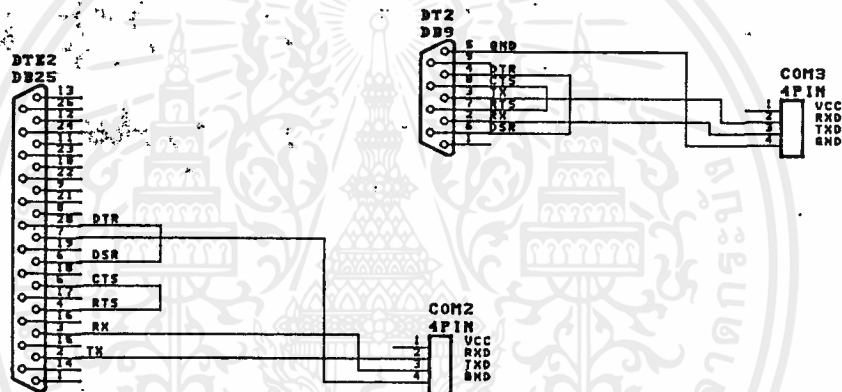 DTE2
DB25
13
25
12
24
11
23
10
22
9
21
8
20 DTR
7
19
6 DSR
18
CTS
17
4 RTS
16
3 RX
15
2 TX
14
1
COM2
4PIN
1 VCC
2 RXD
3 TXD
4 GND
DT2
DB9
5 GND
9
4 DTR
8 CTS
3 TX
7 RTS
2 RX
6 DSR
1
COM3
4PIN
1 VCC
2 RXD
3 TXD
4 GND